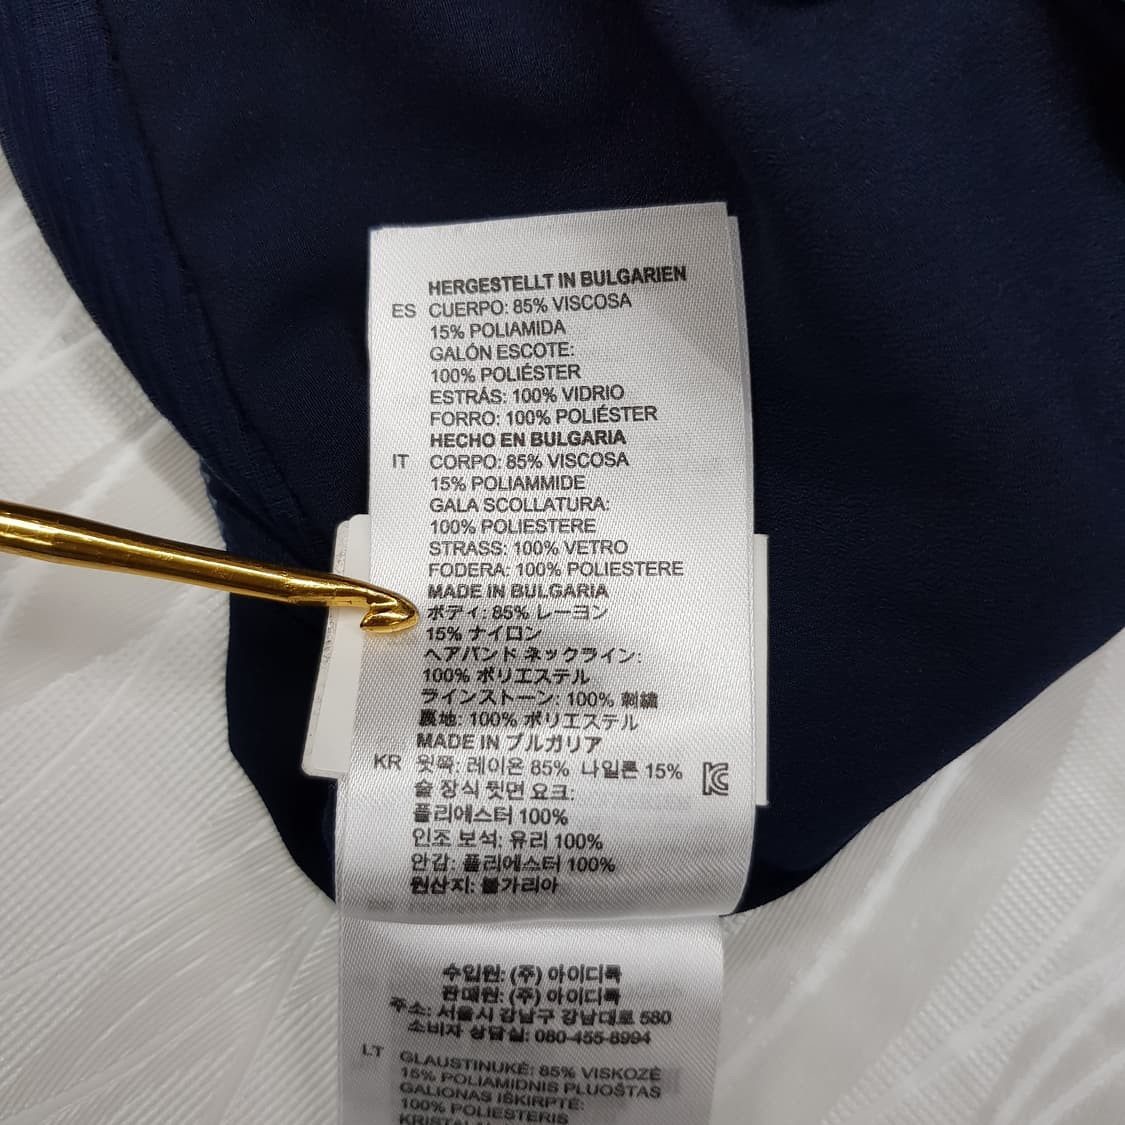 HERGESTELLT IN BULGARIEN
ES CUERPO: 85% VISCOSA
15% POLIAMIDA
GALÓN ESCOTE:
100% POLIÉSTER
ESTRÁS: 100% VIDRIO
FORRO: 100% POLIÉSTER
HECHO EN BULGARIA
IT CORPO: 85% VISCOSA
15% POLIAMMIDE
GALA SCOLLATURA:
100% POLIESTERE
STRASS: 100% VETRO
FODERA: 100% POLIESTERE
MADE IN BULGARIA
ボディ: 85% レーヨン
15% ナイロン
ヘアバンド ネックライン:
100% ポリエステル
ラインストーン: 100% 刺繍
裏地: 100% ポリエステル
MADE IN ブルガリア
KR 윗쪽: 레이온 85% 나일론 15%
술 장식 뒷면 요크:
폴리에스터 100%
인조 보석: 유리 100%
안감: 폴리에스터 100%
원산지: 불가리아
수입원: (주) 아이디룩
판매원: (주) 아이디룩
주소: 서울시 강남구 강남대로 580
소비자 상담실: 080-455-8994
LT GLAUSTINUKĖ: 85% VISKOZĖ
15% POLIAMIDNIS PLUOŠTAS
GALIONAS IŠKIRPTĖ:
100% POLIESTERIS